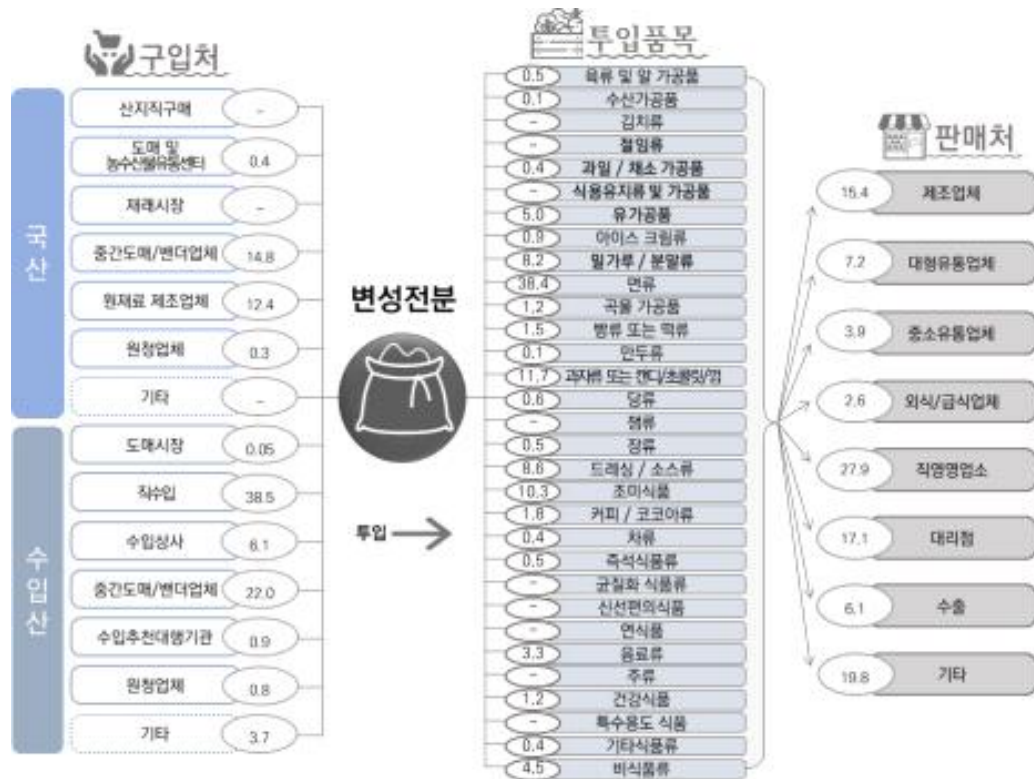 구입처
국산
산지직구매 -
도매 및
농수산물유통센터 0.4
재래시장 -
중간도매/밴더업체 14.8
원재료 제조업체 12.4
원청업체 0.3
기타 -
수입산
도매시장 0.05
직수입 38.5
수입상사 6.1
중간도매/밴더업체 22.0
수입추천대행기관 0.9
원청업체 0.8
기타 3.7
변성전분
투입
투입품목
0.5 육류 및 알 가공품
0.1 수산가공품
- 김치류
- 절임류
0.4 과일 / 채소 가공품
- 식용유지류 및 가공품
5.0 유가공품
0.9 아이스 크림류
8.2 밀가루 / 분말류
38.4 면류
1.2 곡물 가공품
1.5 빵류 또는 떡류
0.1 만두류
11.7 과자류 또는 캔디/초콜릿/껌
0.6 당류
- 잼류
0.5 장류
8.6 드레싱 / 소스류
10.3 조미식품
1.8 커피 / 코코아류
0.4 차류
0.5 즉석식품류
- 균질화 식품류
- 신선편의식품
- 연식품
3.3 음료류
- 주류
1.2 건강식품
- 특수용도 식품
0.4 기타식품류
4.5 비식품류
판매처
15.4 제조업체
7.2 대형유통업체
3.9 중소유통업체
2.6 외식/급식업체
27.9 직영영업소
17.1 대리점
6.1 수출
19.8 기타